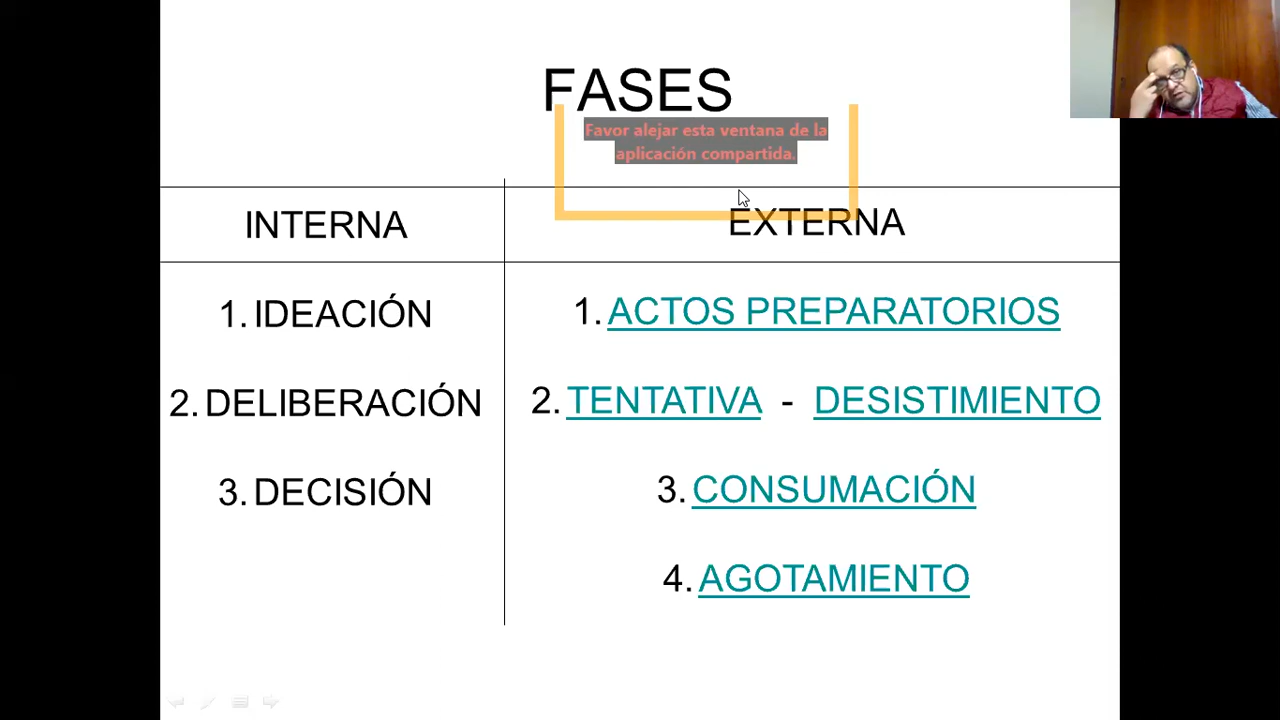 FASES
Favor alejar esta ventana de la
aplicación compartida.
INTERNA
EXTERNA
1. IDEACIÓN
2. DELIBERACIÓN
3. DECISIÓN
1. ACTOS PREPARATORIOS
2. TENTATIVA - DESISTIMIENTO
3. CONSUMACIÓN
4. AGOTAMIENTO